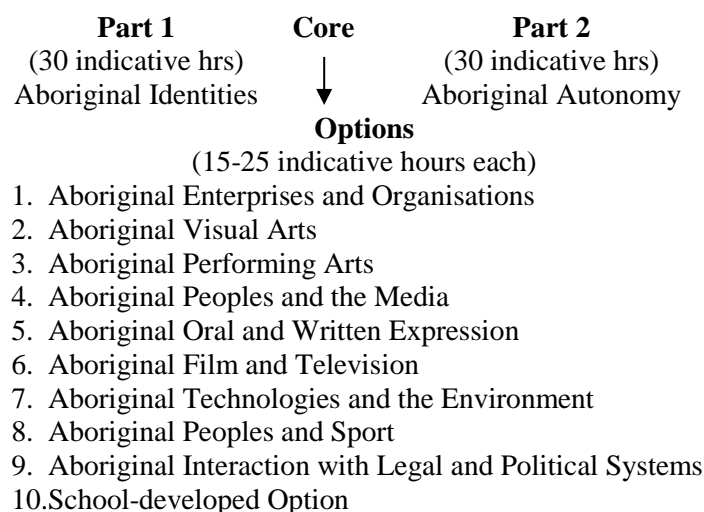 Part 1 Core Part 2
(30 indicative hrs) (30 indicative hrs)
Aboriginal Identities Aboriginal Autonomy
Options
(15-25 indicative hours each)
1. Aboriginal Enterprises and Organisations
2. Aboriginal Visual Arts
3. Aboriginal Performing Arts
4. Aboriginal Peoples and the Media
5. Aboriginal Oral and Written Expression
6. Aboriginal Film and Television
7. Aboriginal Technologies and the Environment
8. Aboriginal Peoples and Sport
9. Aboriginal Interaction with Legal and Political Systems
10.School-developed Option